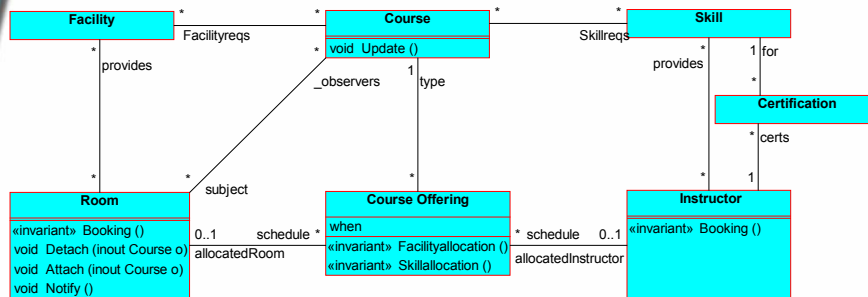 Facility
*
*
Facilityreqs
Course
void Update ()
*
*
Skillreqs
Skill
*
provides
*
*
_observers
1
type
*
provides
1
for
*
Certification
*
certs
*
*
subject
*
*
1
Room
«invariant» Booking ()
void Detach (inout Course o)
void Attach (inout Course o)
void Notify ()
0..1
schedule *
allocatedRoom
Course Offering
when
«invariant» Facilityallocation ()
«invariant» Skillallocation ()
* schedule
0..1
allocatedInstructor
Instructor
«invariant» Booking ()